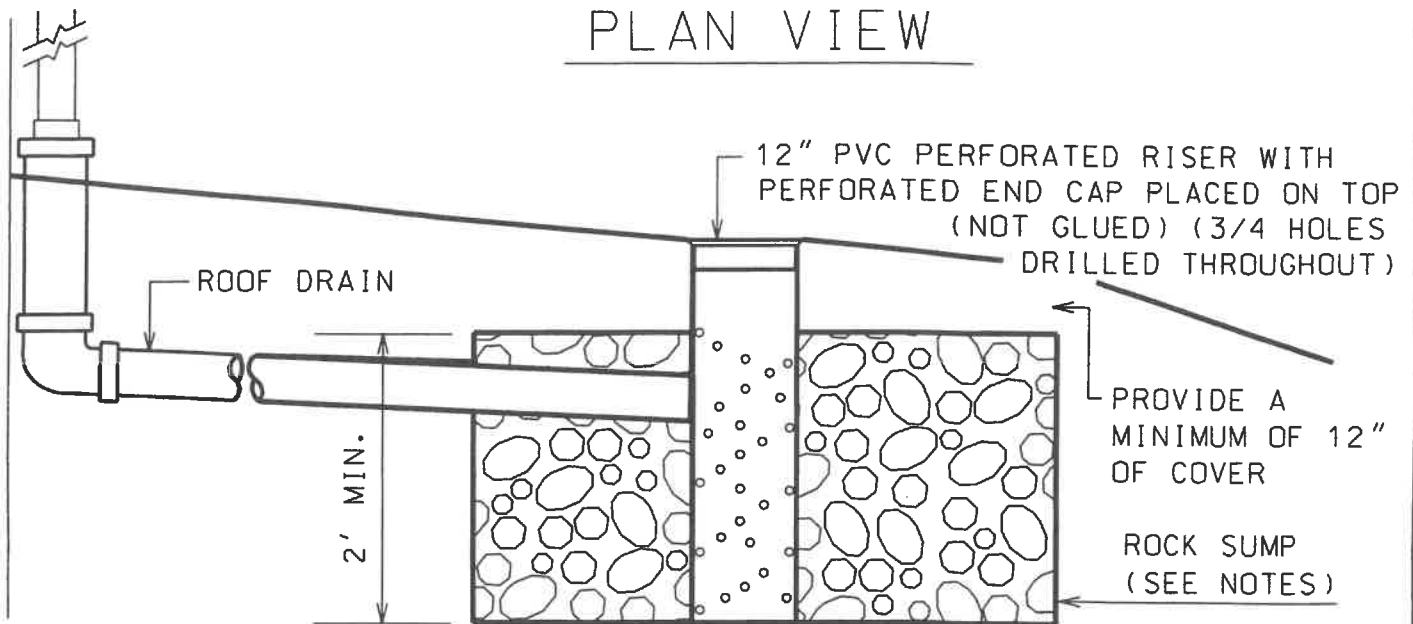 PLAN VIEW
12" PVC PERFORATED RISER WITH
PERFORATED END CAP PLACED ON TOP
(NOT GLUED) (3/4 HOLES
DRILLED THROUGHOUT)
ROOF DRAIN
2' MIN.
PROVIDE A
MINIMUM OF 12"
OF COVER
ROCK SUMP
(SEE NOTES)